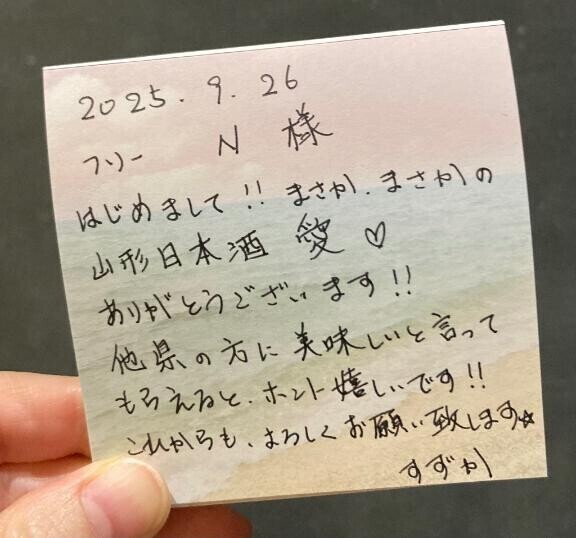 2025.9.26
フリー N 様
はじめまして!! まさか、まさかの
山形日本酒 愛♡
ありがとうございます!!
他県の方に美味しいと言って
もらえると、ホント嬉しいです!!
これからも、よろしくお願い致します☆
すずか